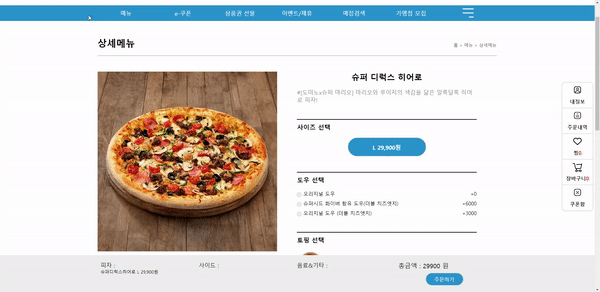 메뉴 e-쿠폰 상품권 선물 이벤트/제휴 매장검색 가맹점 모집
상세메뉴
홈 > 메뉴 > 상세메뉴
슈퍼 디럭스 히어로
#[도미노x슈퍼 마리오] 마리오와 루이지의 색감을 닮은 알록달록 히어로 피자!
사이즈 선택
L 29,900원
도우 선택
오리지널 도우 +0
슈퍼시드 화이버 함유 도우(더블 치즈엣지) +6000
오리지널 도우 (더블 치즈엣지) +3000
토핑 선택
내정보
주문내역
찜0
장바구니0
쿠폰함
피자 : 사이드 : 음료&기타 : 총금액 : 29900 원
슈퍼디럭스히어로 L 29,900원
주문하기